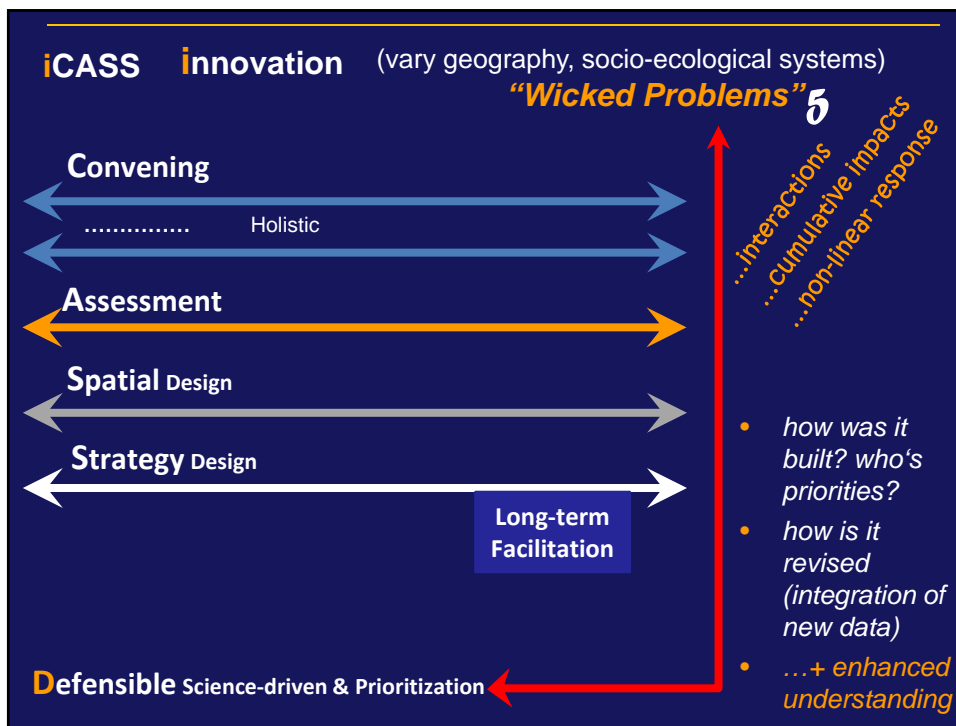 iCASS innovation (vary geography, socio-ecological systems)
“Wicked Problems” 5
...interactions
...cumulative impacts
...non-linear response
Convening
............... Holistic
Assessment
Spatial Design
Strategy Design
Long-term
Facilitation
• how was it
built? who‘s
priorities?
• how is it
revised
(integration of
new data)
• …+ enhanced
understanding
Defensible Science-driven & Prioritization